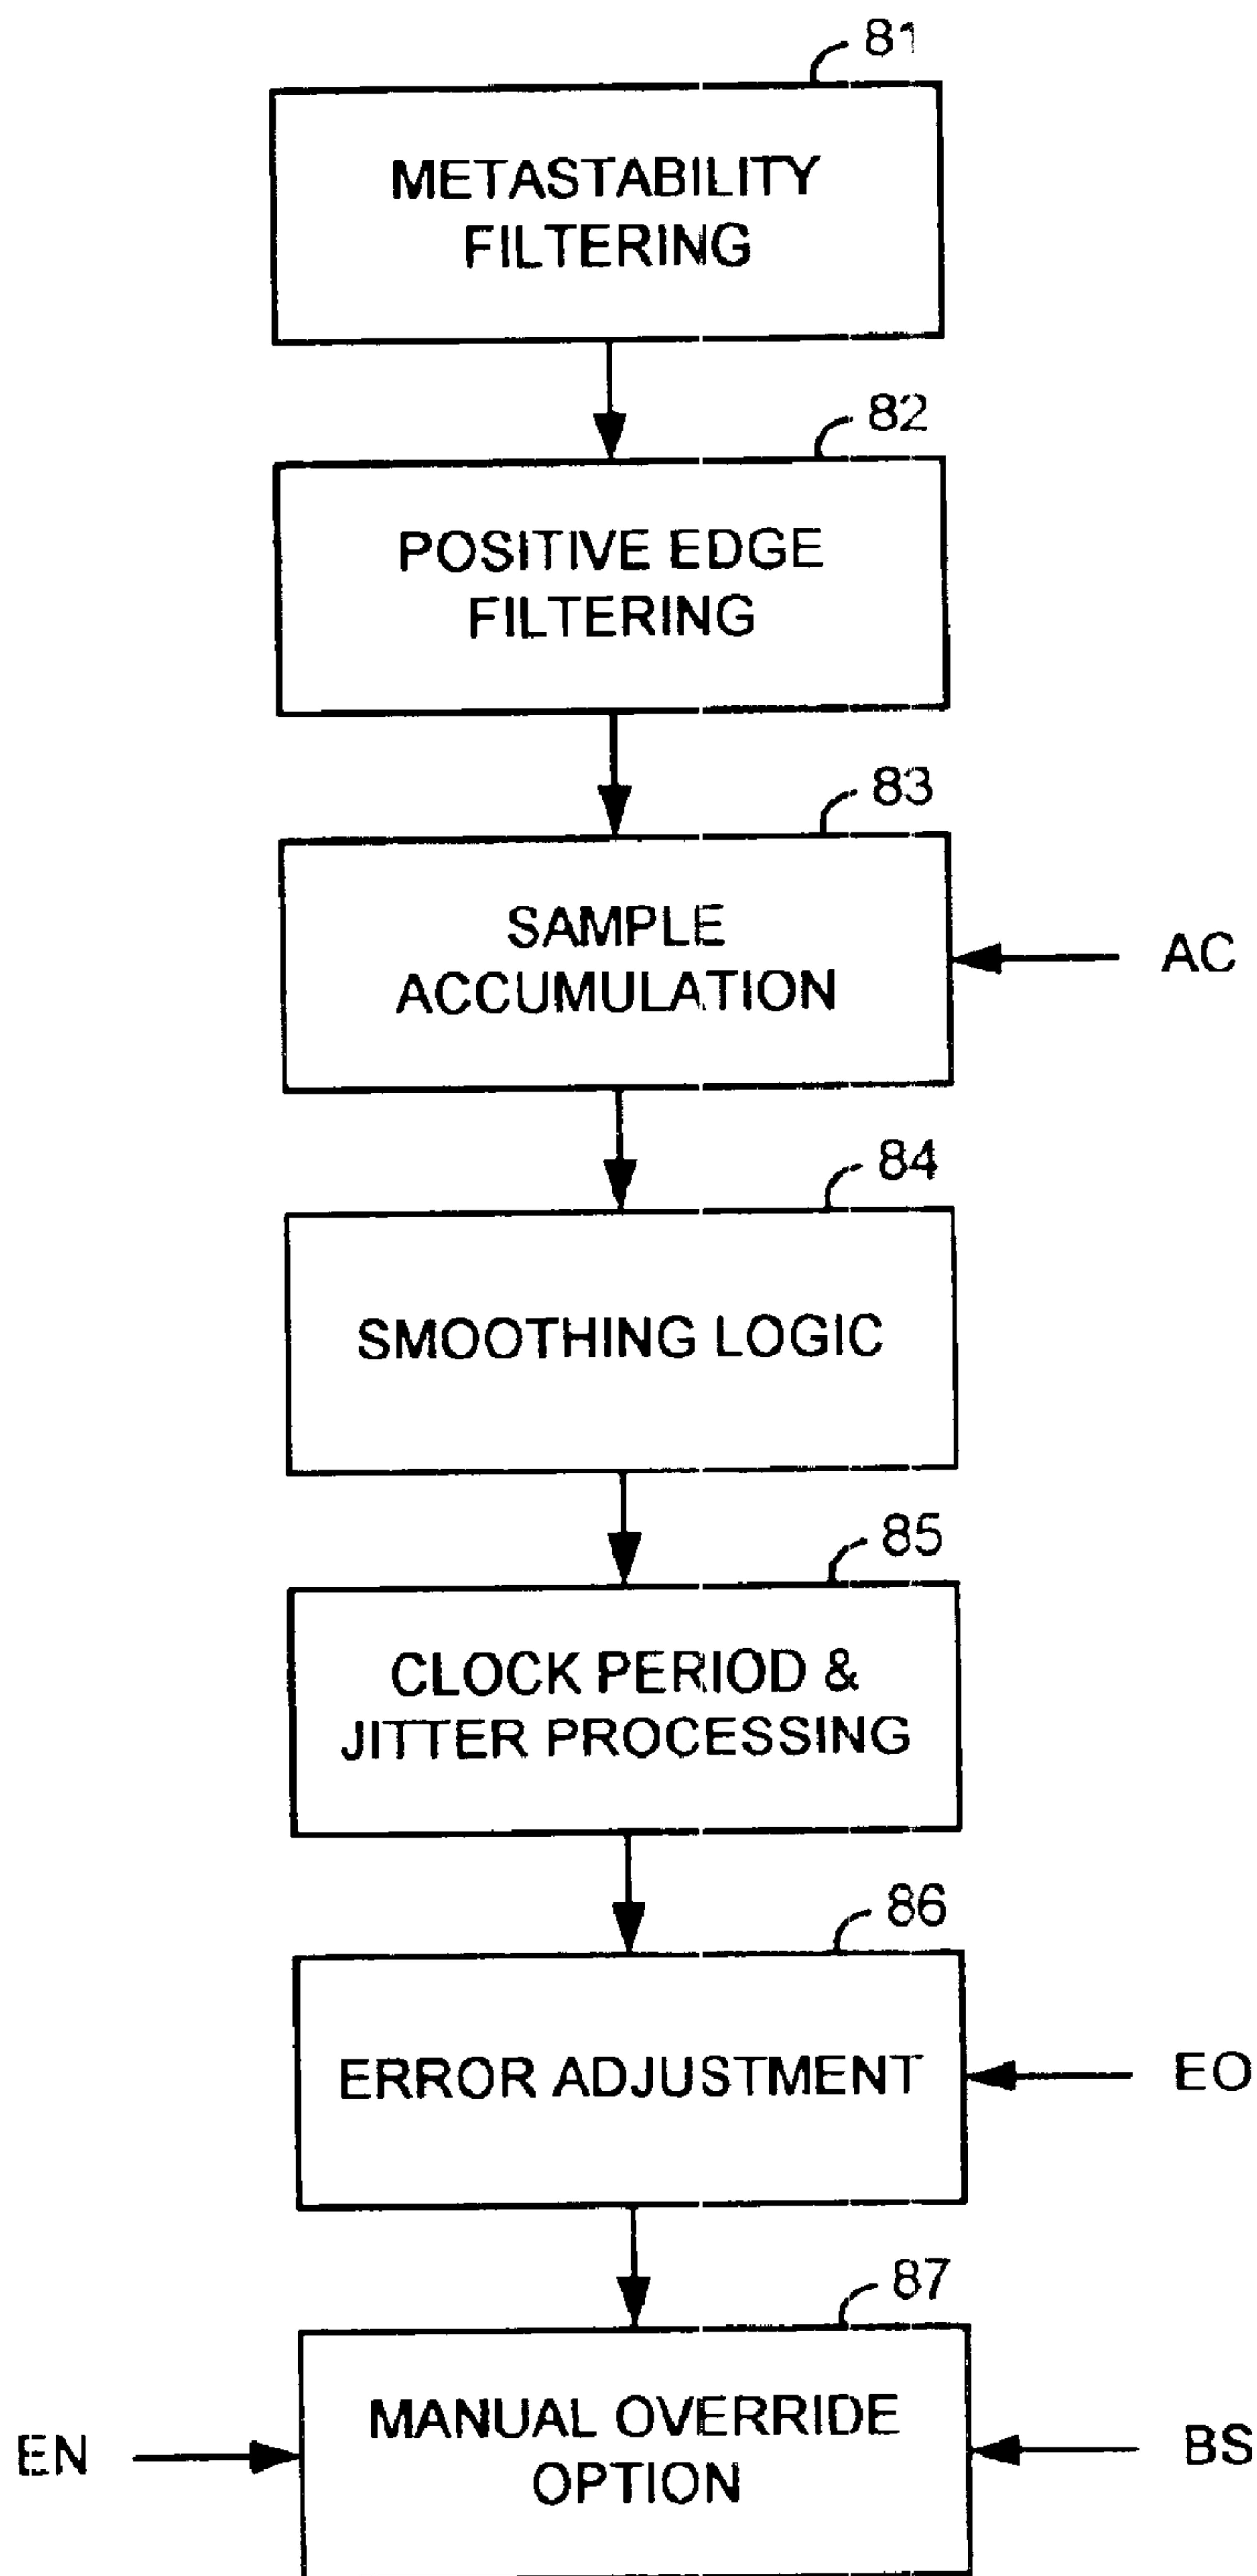 81
METASTABILITY
FILTERING
82
POSITIVE EDGE
FILTERING
83
SAMPLE
ACCUMULATION
AC
84
SMOOTHING LOGIC
85
CLOCK PERIOD &
JITTER PROCESSING
86
ERROR ADJUSTMENT
EO
87
EN
MANUAL OVERRIDE
OPTION
BS